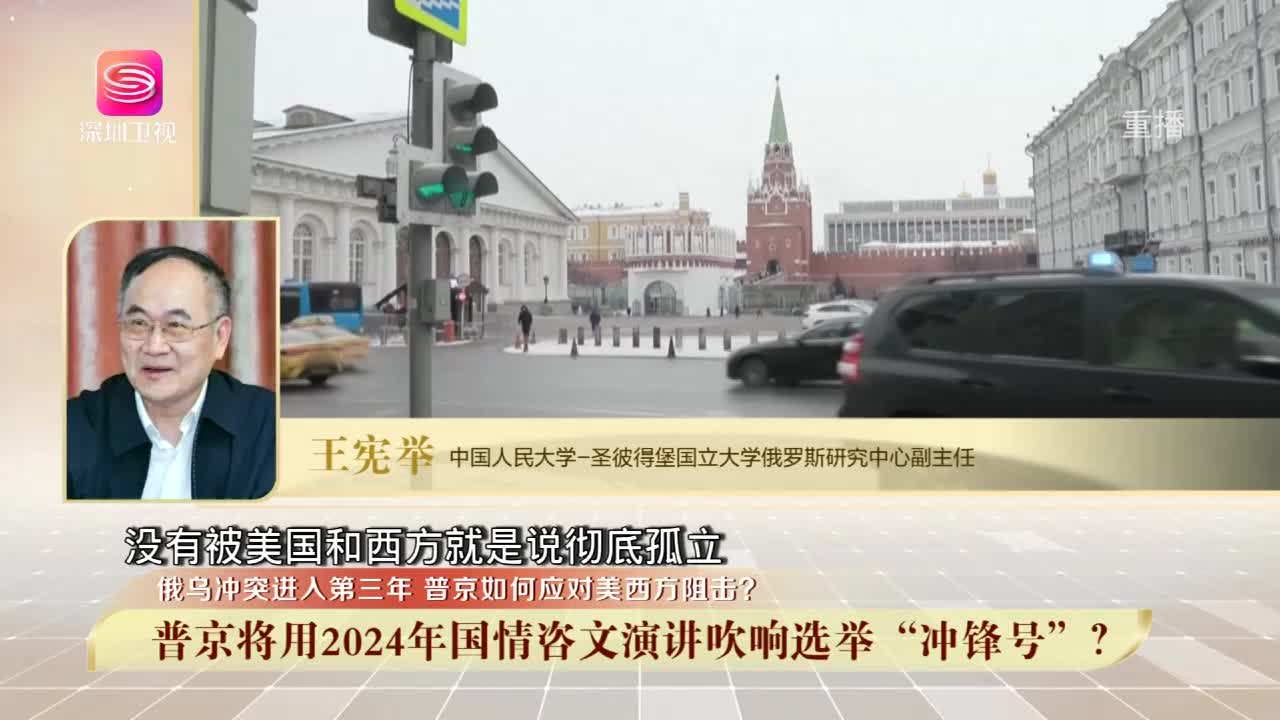 深圳卫视
重播
王宪举 中国人民大学-圣彼得堡国立大学俄罗斯研究中心副主任
没有被美国和西方就是说彻底孤立
俄乌冲突进入第三年 普京如何应对美西方阻击？
普京将用2024年国情咨文演讲吹响选举“冲锋号”？